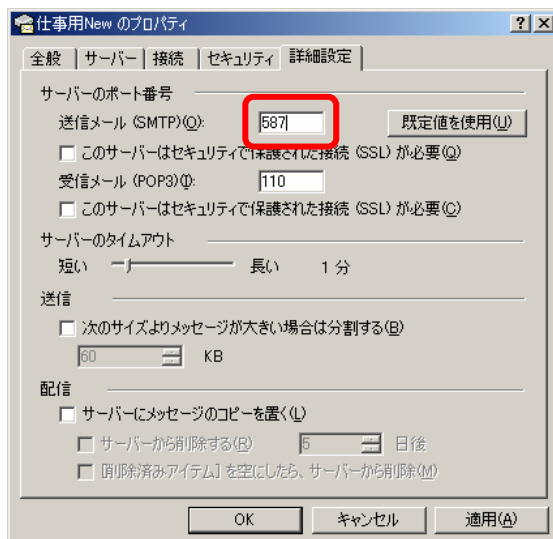 仕事用New のプロパティ
全般 サーバー 接続 セキュリティ 詳細設定
サーバーのポート番号
送信メール (SMTP)(O): 587 既定値を使用(U)
このサーバーはセキュリティで保護された接続 (SSL) が必要(Q)
受信メール (POP3)(I): 110
このサーバーはセキュリティで保護された接続 (SSL) が必要(C)
サーバーのタイムアウト
短い 長い 1 分
送信
次のサイズよりメッセージが大きい場合は分割する(B)
60 KB
配信
サーバーにメッセージのコピーを置く(L)
サーバーから削除する(R) 5 日後
[削除済みアイテム] を空にしたら、サーバーから削除(M)
OK キャンセル 適用(A)